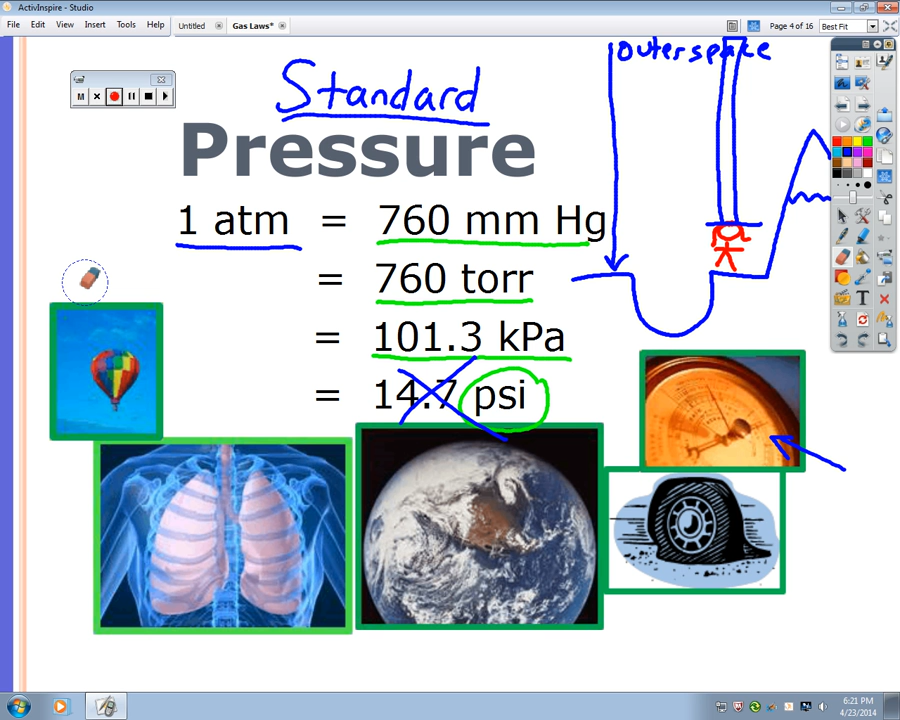 ActivInspire - Studio
File Edit View Insert Tools Help
Untitled
Gas Laws*
Page 4 of 16
Best Fit
M
outerspace
Standard
Pressure
1 atm = 760 mm Hg
= 760 torr
= 101.3 kPa
= 14.7 psi
T
6:21 PM
4/23/2014